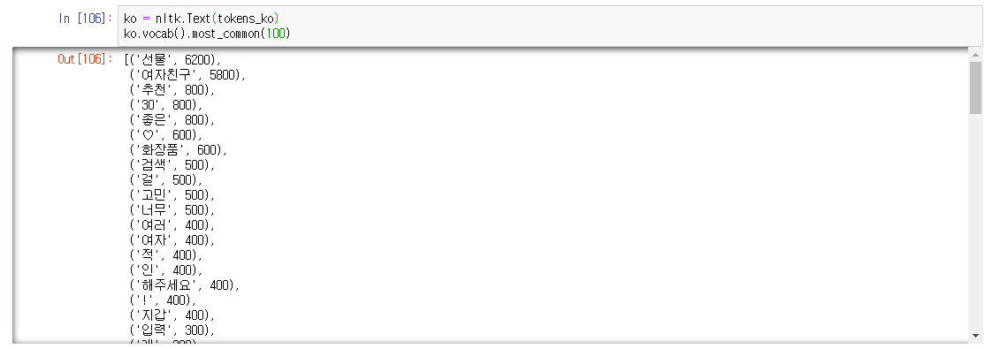 In [106]: ko = nltk.Text(tokens_ko)
ko.vocab().most_common(100)
Out[106]: [('선물', 6200),
('여자친구', 5800),
('추천', 800),
('30', 800),
('좋은', 800),
('♡', 600),
('화장품', 600),
('검색', 500),
('걸', 500),
('고민', 500),
('너무', 500),
('여러', 400),
('여자', 400),
('적', 400),
('인', 400),
('해주세요', 400),
('!', 400),
('지갑', 400),
('입력', 300),